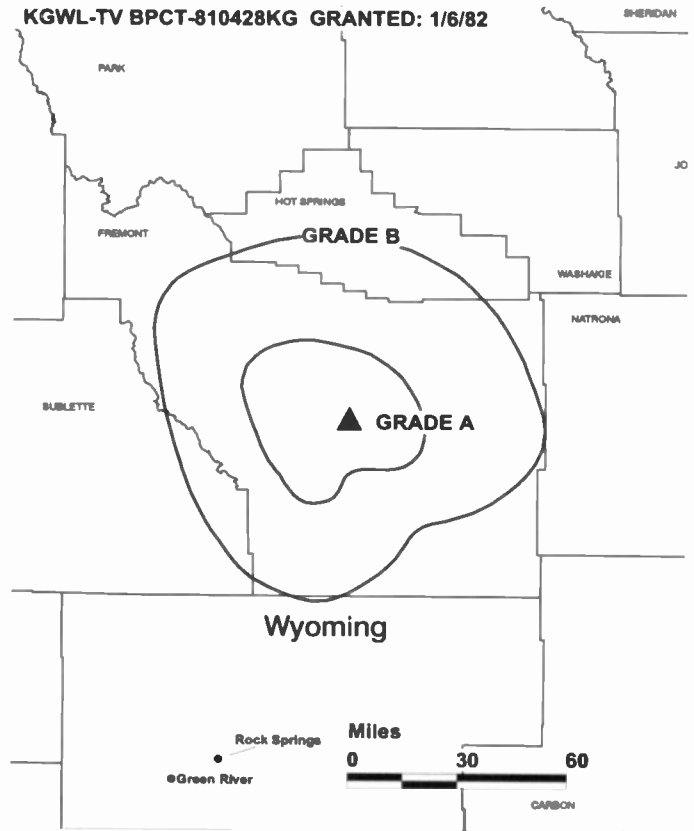 KGWL-TV BPCT-810428KG GRANTED: 1/6/82
SHERIDAN
PARK
JO
HOT SPRINGS
FREMONT
GRADE B
WASHAKIE
NATRONA
SUBLETTE
GRADE A
Wyoming
Miles
Rock Springs
0 30 60
Green River
CARBON